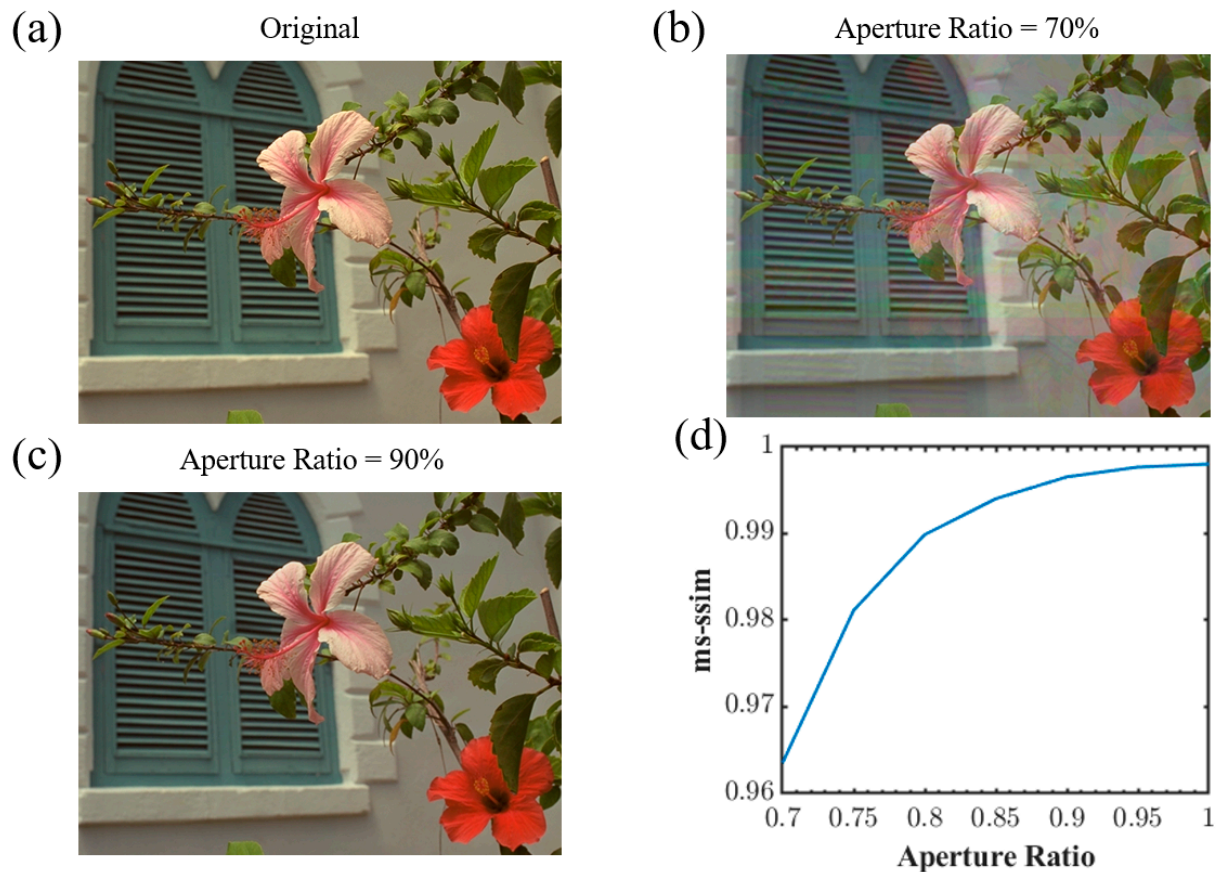 (a)
Original
(b)
Aperture Ratio = 70%
(c)
Aperture Ratio = 90%
(d)
1
0.99
0.98
0.97
0.96
ms-ssim
0.7 0.75 0.8 0.85 0.9 0.95 1
Aperture Ratio